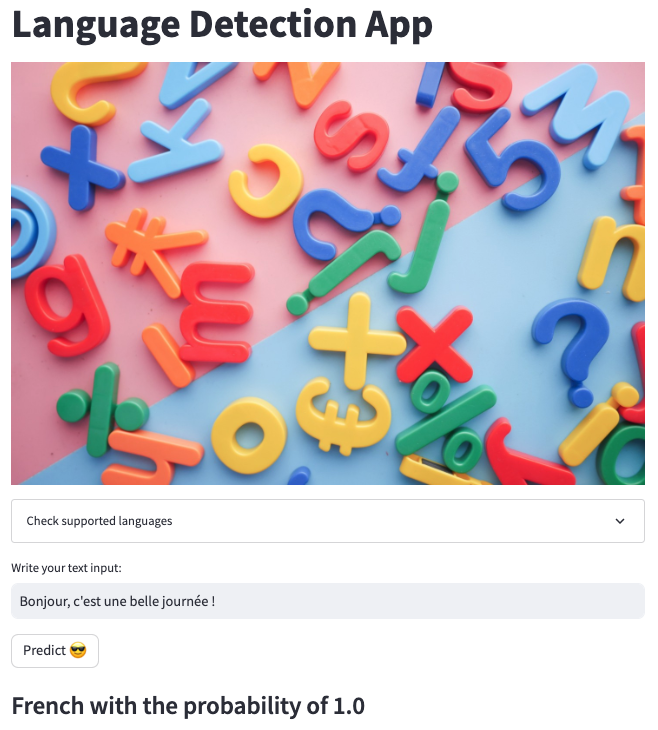 Language Detection App
Check supported languages
Write your text input:
Bonjour, c'est une belle journée !
Predict 😎
French with the probability of 1.0